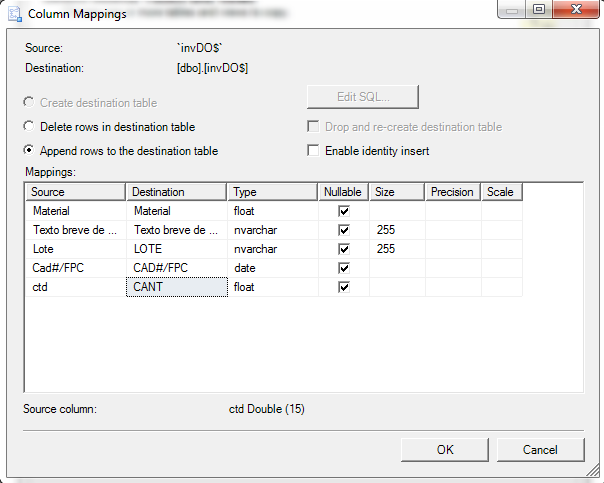 Column Mappings
Source: `invDO$`
Destination: [dbo].[invDO$]
Create destination table Edit SQL...
Delete rows in destination table Drop and re-create destination table
Append rows to the destination table Enable identity insert
Mappings:
Source Destination Type Nullable Size Precision Scale
Material Material float
Texto breve de ... Texto breve de ... nvarchar 255
Lote LOTE nvarchar 255
Cad#/FPC CAD#/FPC date
ctd CANT float
Source column: ctd Double (15)
OK Cancel